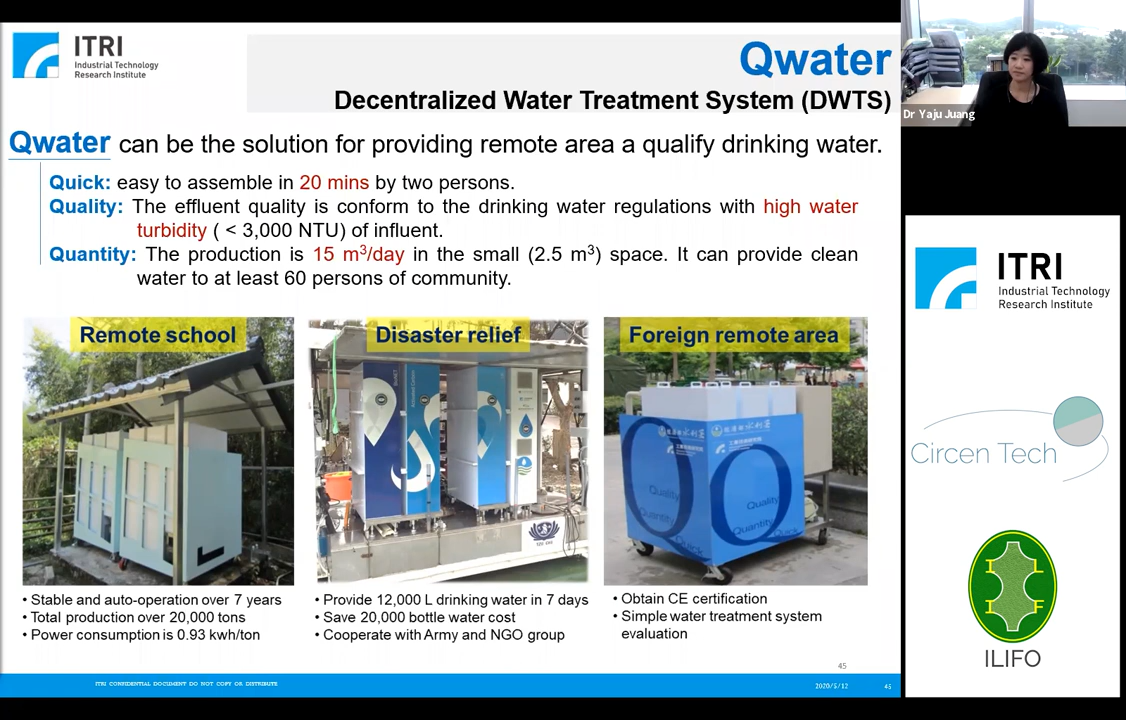 ITRI
Industrial Technology
Research Institute
Qwater
Decentralized Water Treatment System (DWTS)
Qwater can be the solution for providing remote area a qualify drinking water.
Quick: easy to assemble in 20 mins by two persons.
Quality: The effluent quality is conform to the drinking water regulations with high water
turbidity ( < 3,000 NTU) of influent.
Quantity: The production is 15 m³/day in the small (2.5 m³) space. It can provide clean
water to at least 60 persons of community.
Remote school
Disaster relief
Foreign remote area
Quality
Quantity
Quick
Quality
Quantity
Quick
• Stable and auto-operation over 7 years
• Total production over 20,000 tons
• Power consumption is 0.93 kwh/ton
• Provide 12,000 L drinking water in 7 days
• Save 20,000 bottle water cost
• Cooperate with Army and NGO group
• Obtain CE certification
• Simple water treatment system
evaluation
45
ITRI CONFIDENTIAL DOCUMENT DO NOT COPY OR DISTRIBUTE
2020/5/12
45
Dr Yaju Juang
ITRI
Industrial Technology
Research Institute
Circen Tech
I L
I F
ILIFO